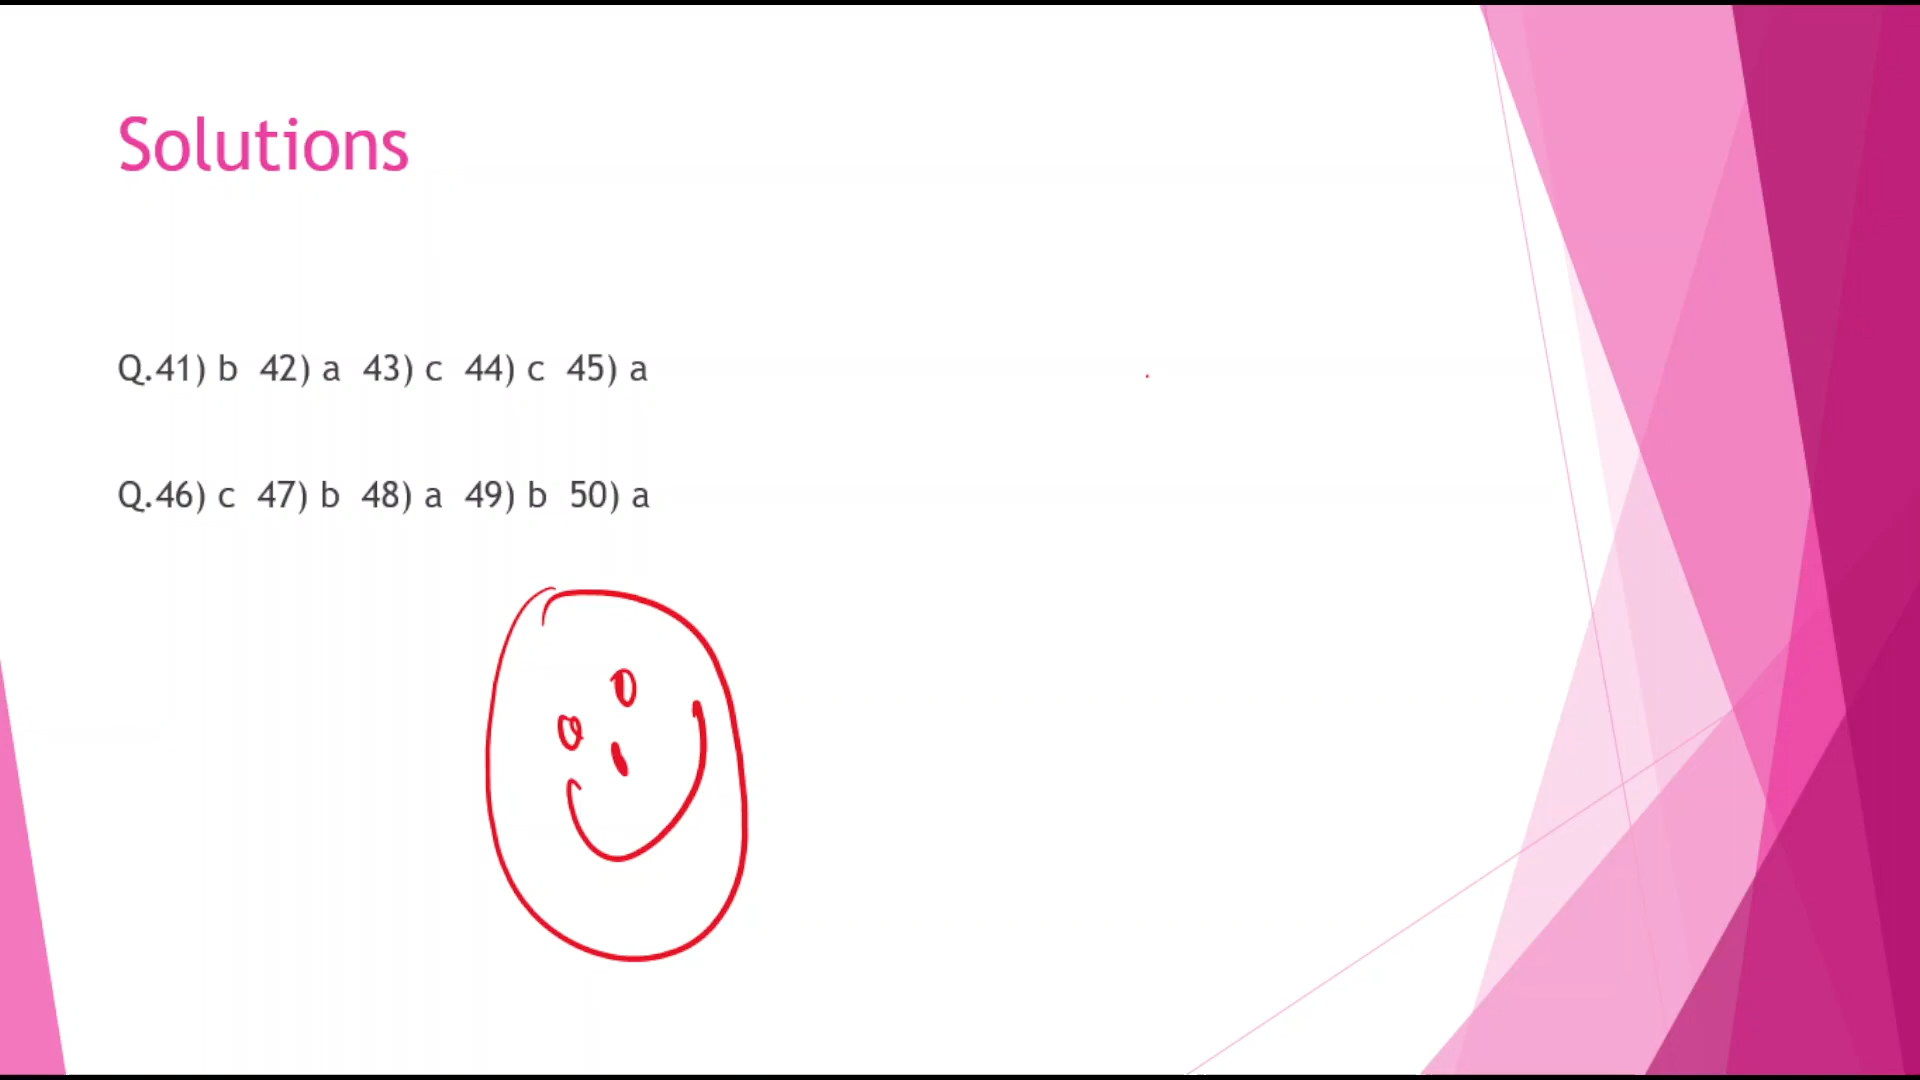 Solutions
Q.41) b 42) a 43) c 44) c 45) a
Q.46) c 47) b 48) a 49) b 50) a